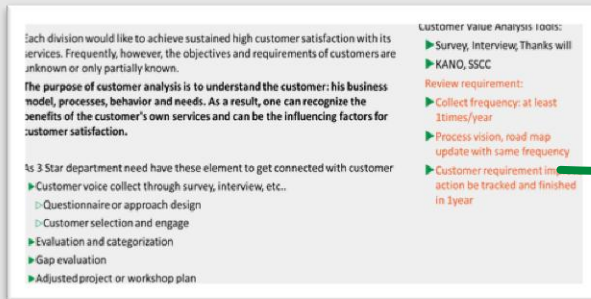 Each division would like to achieve sustained high customer satisfaction with its
services. Frequently, however, the objectives and requirements of customers are
unknown or only partially known.
The purpose of customer analysis is to understand the customer: his business
model, processes, behavior and needs. As a result, one can recognize the
benefits of the customer's own services and can be the influencing factors for
customer satisfaction.
As 3 Star department need have these element to get connected with customer
▶Customer voice collect through survey, interview, etc..
▷Questionnaire or approach design
▷Customer selection and engage
▶Evaluation and categorization
▶Gap evaluation
▶Adjusted project or workshop plan
Customer Value Analysis Tools:
▶Survey, Interview, Thanks will
▶KANO, SSCC
Review requirement:
▶Collect frequency: at least
1times/year
▶Process vision, road map
update with same frequency
▶Customer requirement
action be tracked and finished
in 1year